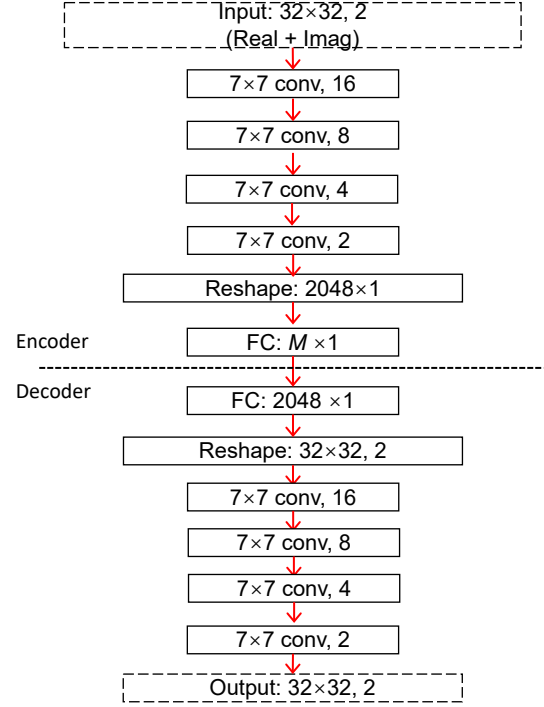 Input: 32×32, 2
(Real + Imag)
7×7 conv, 16
7×7 conv, 8
7×7 conv, 4
7×7 conv, 2
Reshape: 2048×1
Encoder
FC: M ×1
Decoder
FC: 2048 ×1
Reshape: 32×32, 2
7×7 conv, 16
7×7 conv, 8
7×7 conv, 4
7×7 conv, 2
Output: 32×32, 2